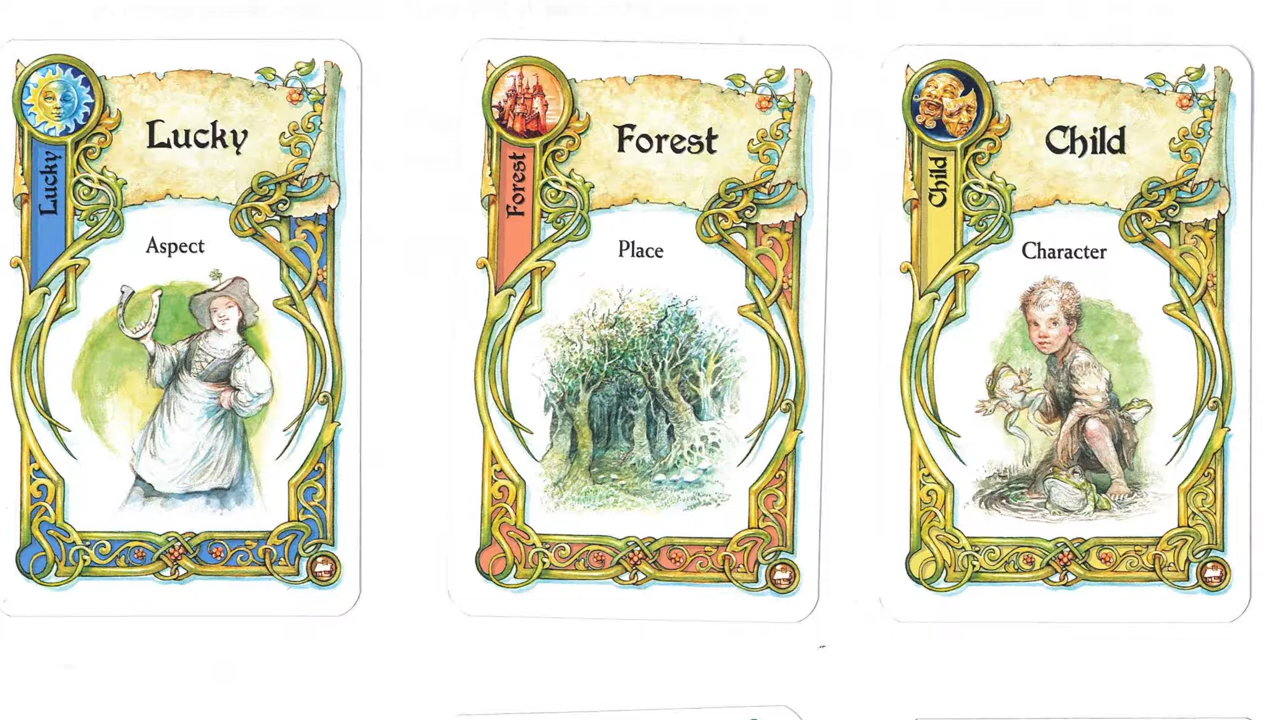 Lucky
Lucky
Aspect
Forest
Forest
Place
Child
Child
Character